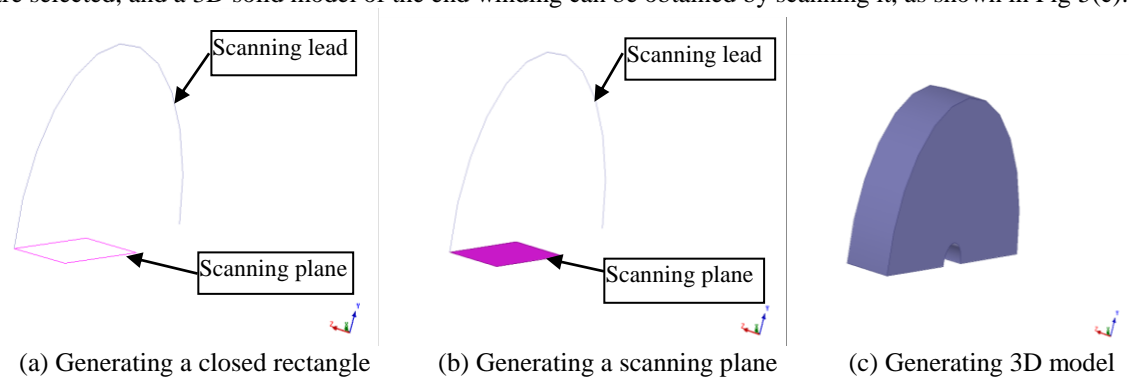 are selected, and a 3D solid model of the end winding can be obtained by scanning it, as shown in Fig 5(c).
Scanning lead
Scanning plane
(a) Generating a closed rectangle
Scanning lead
Scanning plane
(b) Generating a scanning plane
(c) Generating 3D model